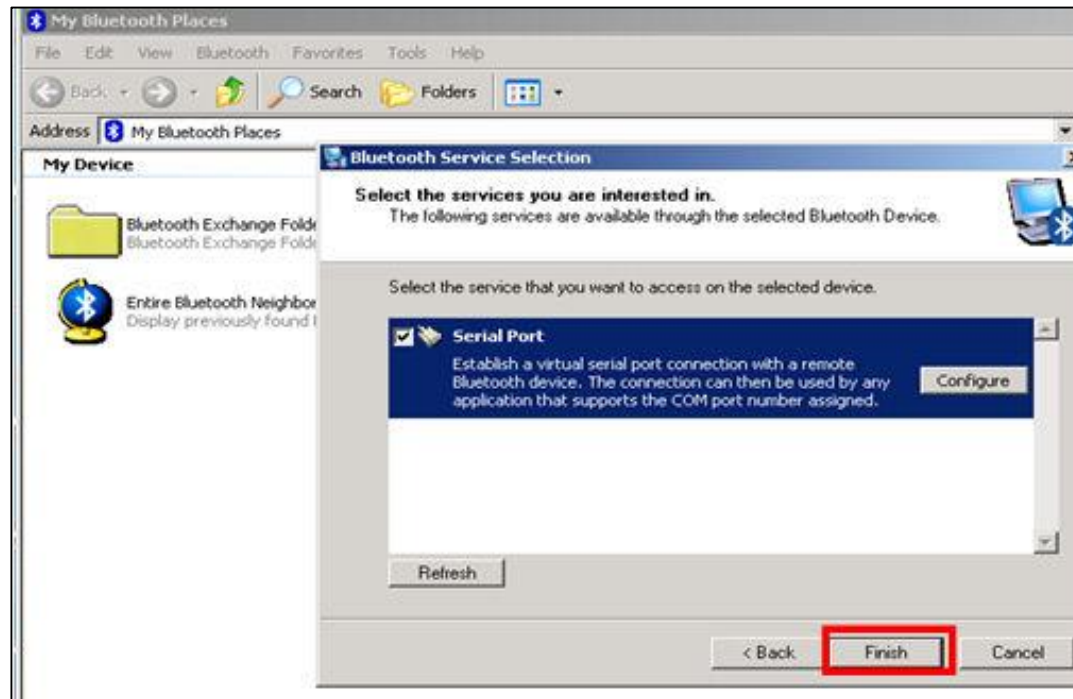 My Bluetooth Places
File Edit View Bluetooth Favorites Tools Help
Back Search Folders
Address My Bluetooth Places
My Device
Bluetooth Exchange Folde
Bluetooth Exchange Folde
Entire Bluetooth Neighbor
Display previously found
Bluetooth Service Selection
Select the services you are interested in.
The following services are available through the selected Bluetooth Device.
Select the service that you want to access on the selected device.
Serial Port
Establish a virtual serial port connection with a remote
Bluetooth device. The connection can then be used by any
application that supports the COM port number assigned.
Configure
Refresh
< Back Finish Cancel